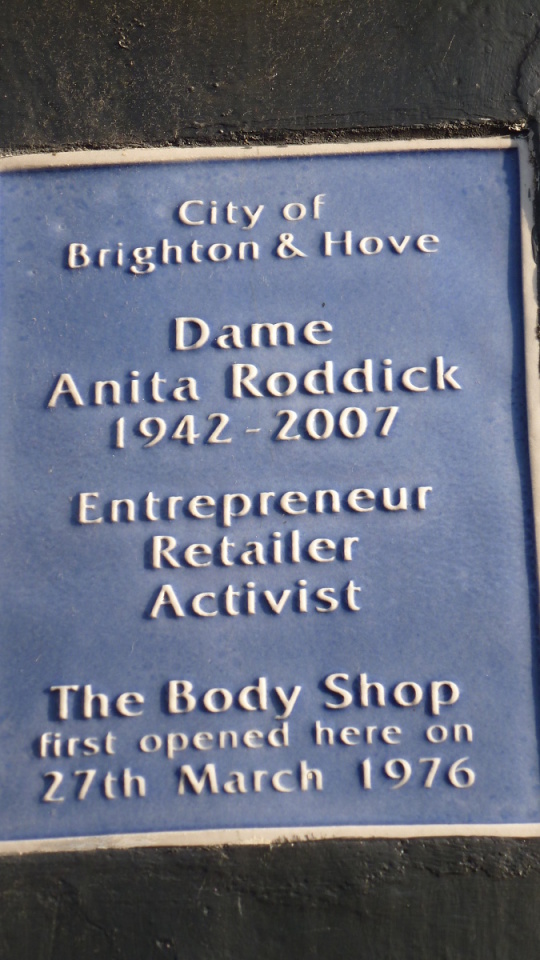 City of
Brighton & Hove
Dame
Anita Roddick
1942 - 2007
Entrepreneur
Retailer
Activist
The Body Shop
first opened here on
27th March 1976